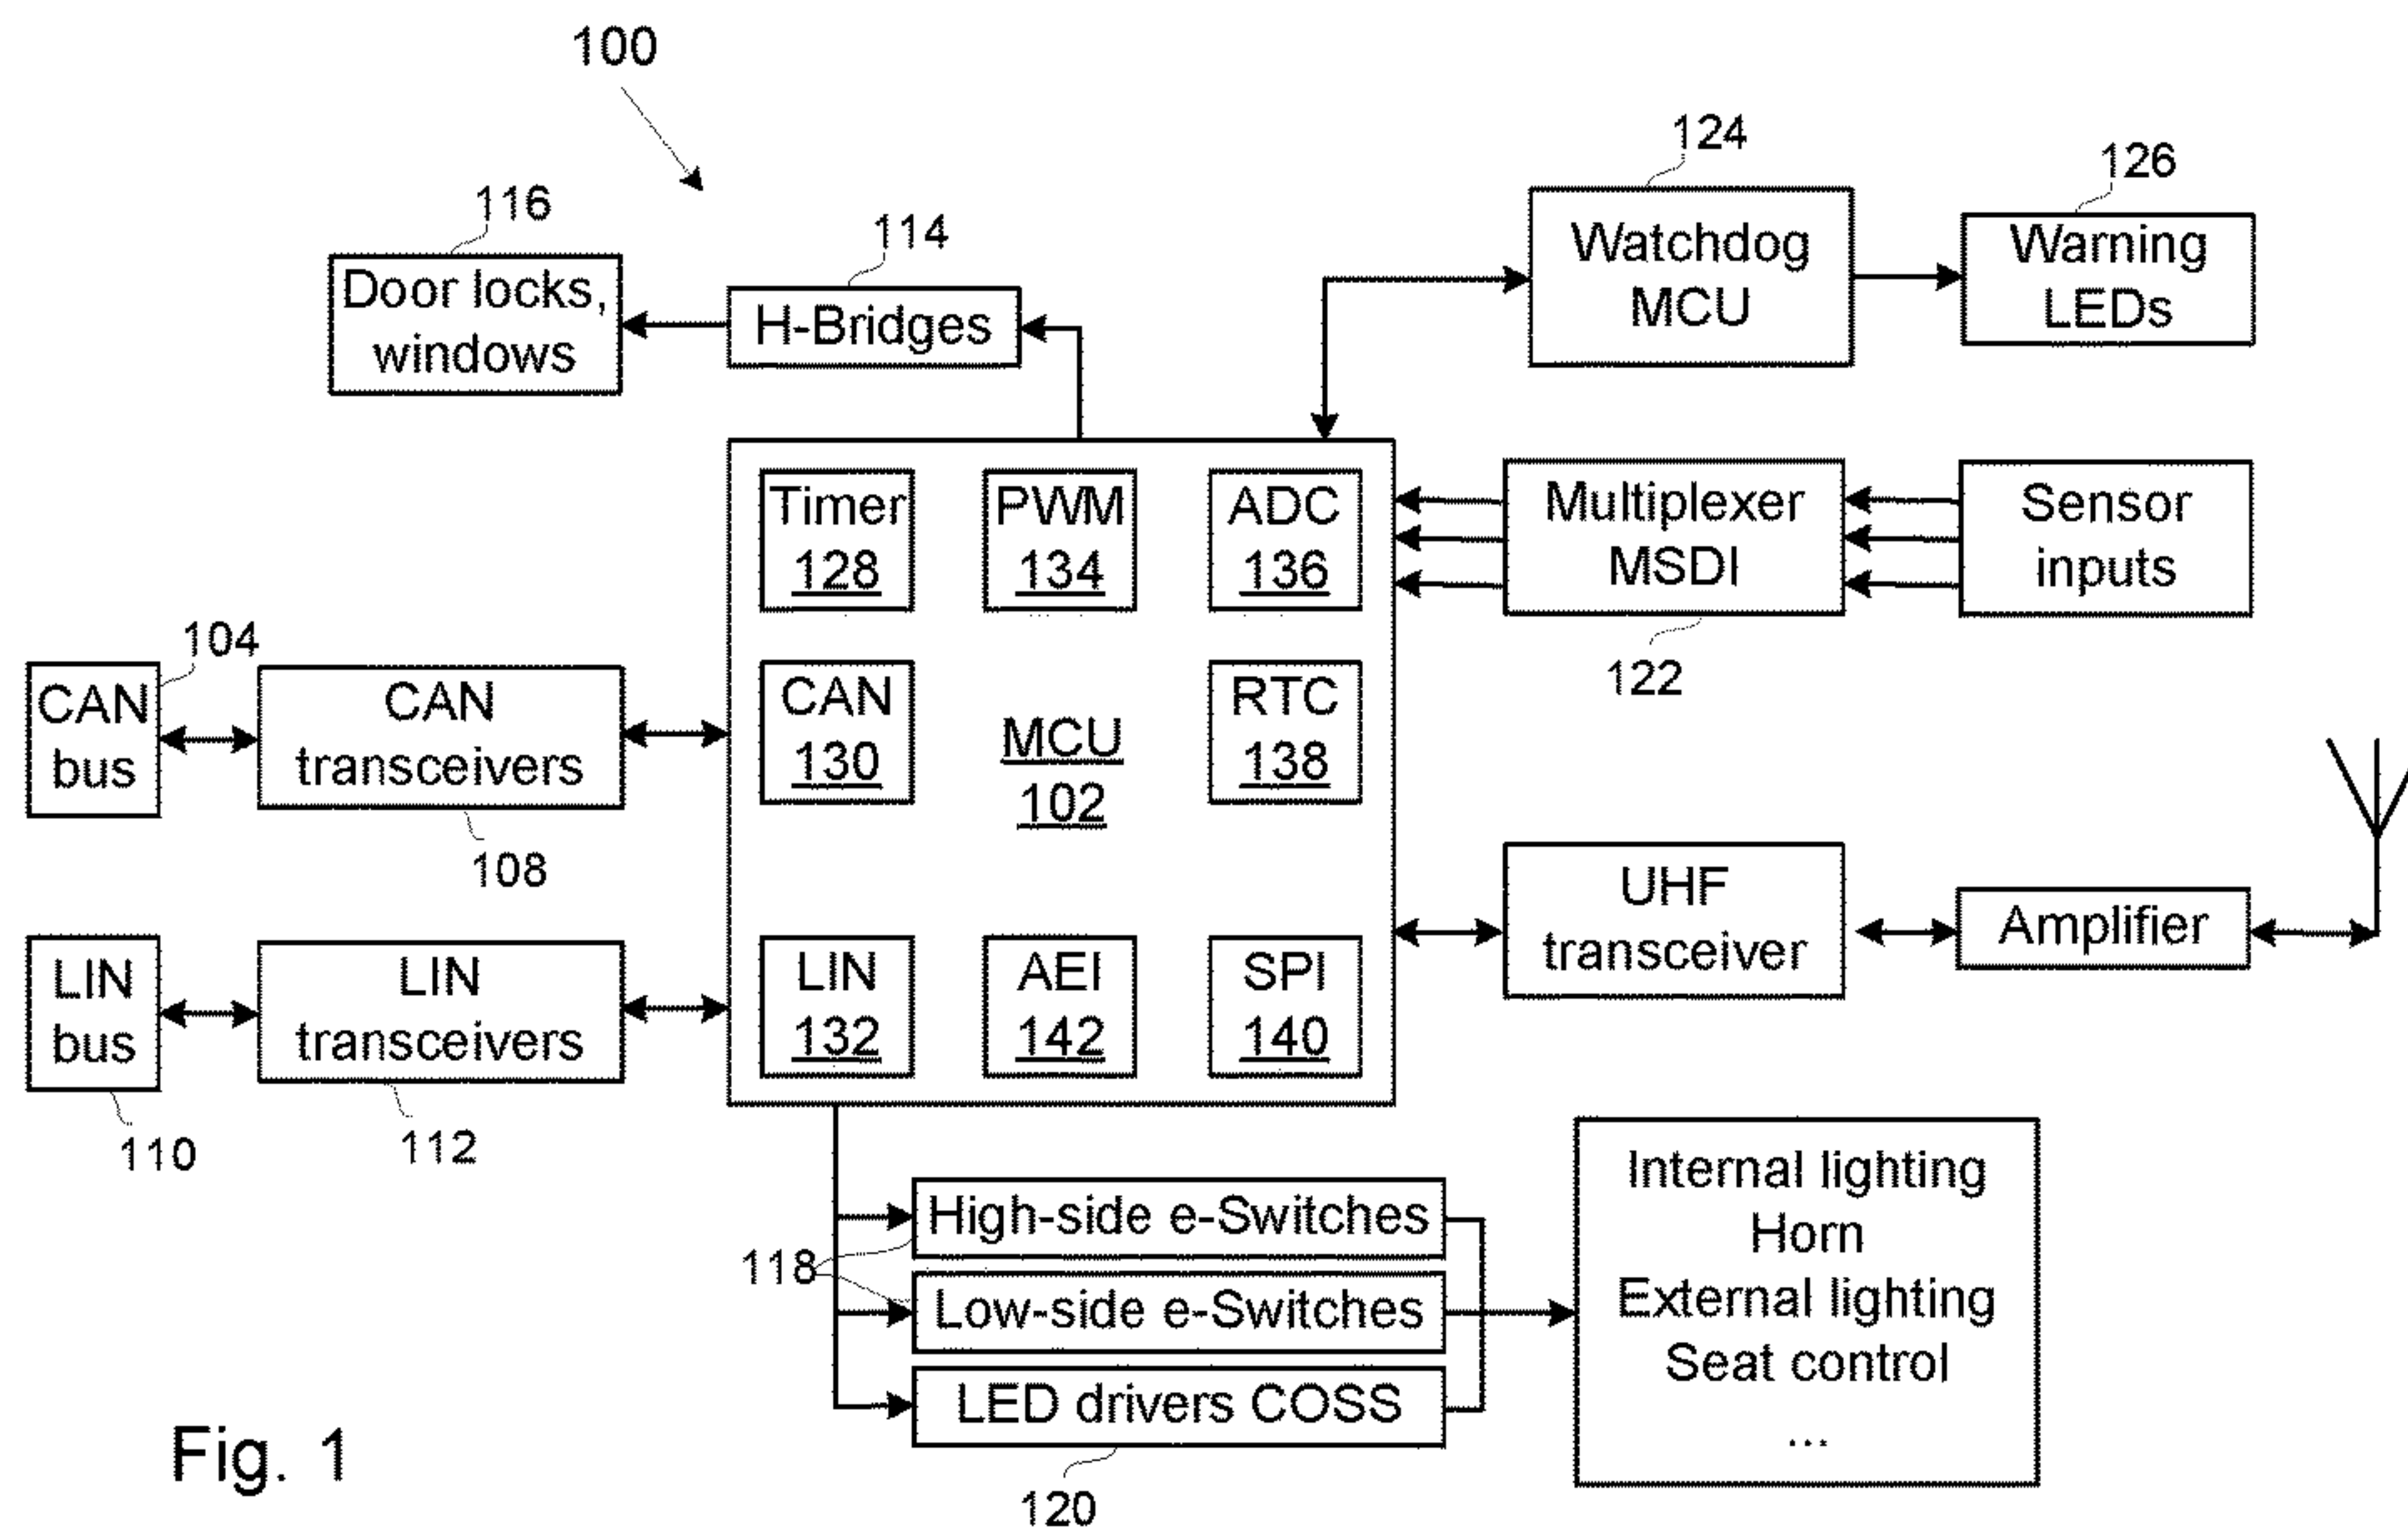 100
124
126
116
114
Watchdog
MCU
Warning
LEDs
Door locks,
windows
H-Bridges
Timer
128
PWM
134
ADC
136
Multiplexer
MSDI
Sensor
inputs
122
104
CAN
bus
CAN
transceivers
108
CAN
130
MCU
102
RTC
138
UHF
transceiver
Amplifier
LIN
bus
LIN
transceivers
110
112
LIN
132
AEI
142
SPI
140
118
High-side e-Switches
Low-side e-Switches
LED drivers COSS
120
Internal lighting
Horn
External lighting
Seat control
...
Fig. 1